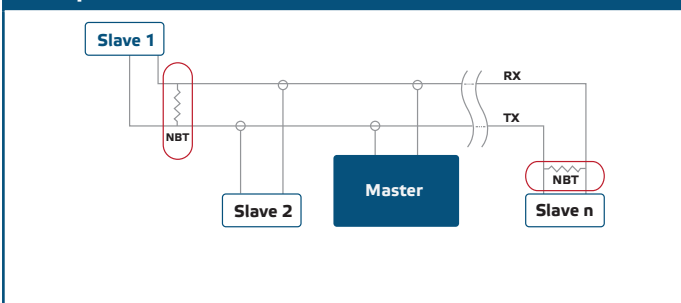 Slave 1
RX
TX
NBT
Master
NBT
Slave 2
Slave n